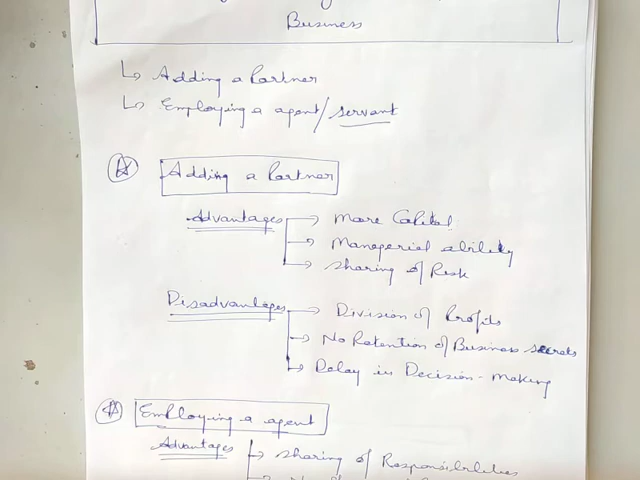 Business
↳ Adding a Partner
↳ Employing a agent/servant
A Adding a Partner
Advantages → More Capital
→ Managerial ability
→ Sharing of Risk
Disadvantages → Division of Profits
→ No Retention of Business secrets
→ Delay in Decision-Making
Employing a agent
Advantages → Sharing of Responsibilities